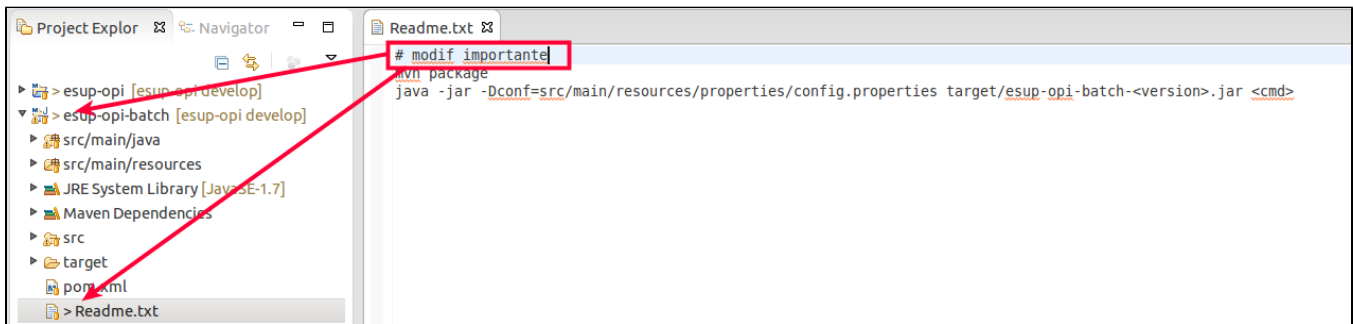 Project Explor Navigator
> esup-opi [esup-opi develop]
> esup-opi-batch [esup-opi develop]
src/main/java
src/main/resources
JRE System Library [JavaSE-1.7]
Maven Dependencies
src
target
pom.xml
> Readme.txt
Readme.txt
# modif importante
mvn package
java -jar -Dconf=src/main/resources/properties/config.properties target/esup-opi-batch-<version>.jar <cmd>